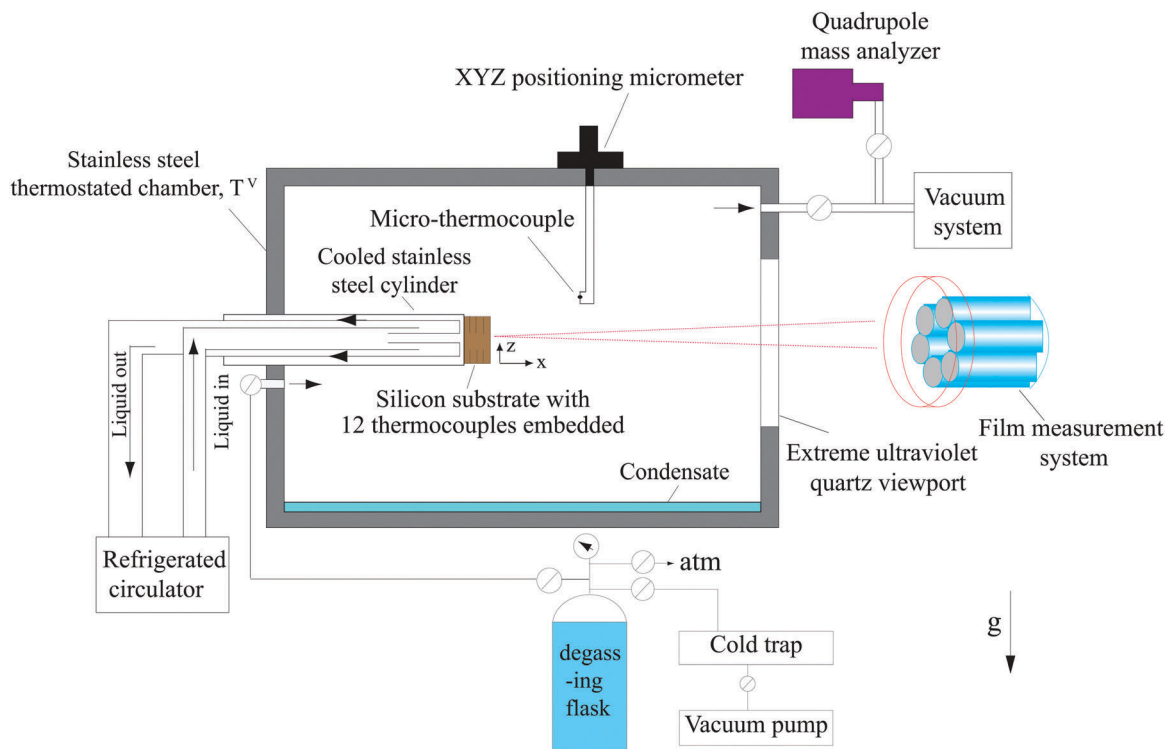 Quadrupole
mass analyzer
XYZ positioning
micrometer
Stainless steel
thermostated chamber, T^V
Micro-thermocouple
Vacuum
system
Cooled stainless
steel cylinder
z
x
Liquid out
Liquid in
Silicon substrate with
12 thermocouples embedded
Film measurement
system
Extreme ultraviolet
quartz viewport
Condensate
Refrigerated
circulator
atm
g
degass
-ing
flask
Cold trap
Vacuum pump